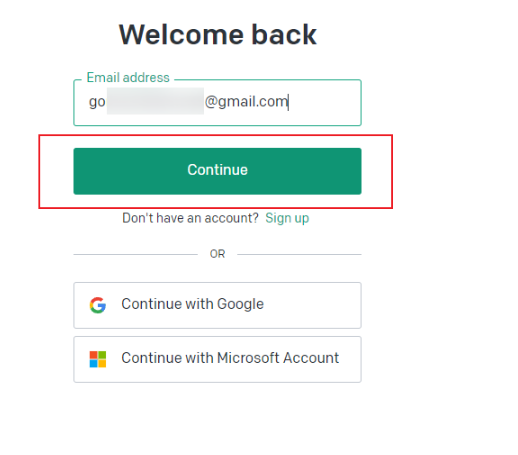 Welcome back
Email address
go @gmail.com
Continue
Don't have an account? Sign up
OR
Continue with Google
Continue with Microsoft Account